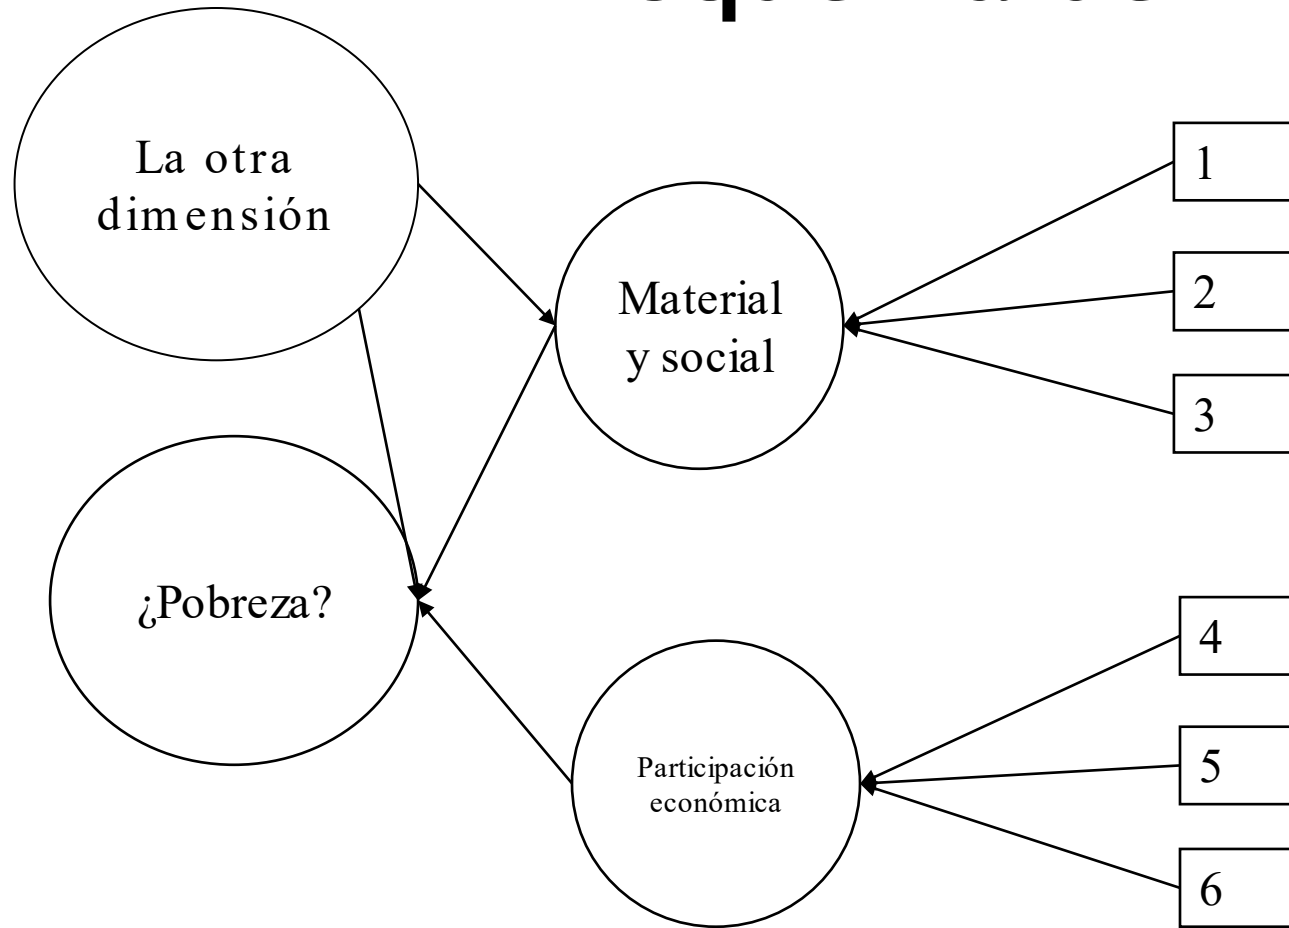 La otra
dimensión
Material
y social
¿Pobreza?
Participación
económica
1
2
3
4
5
6